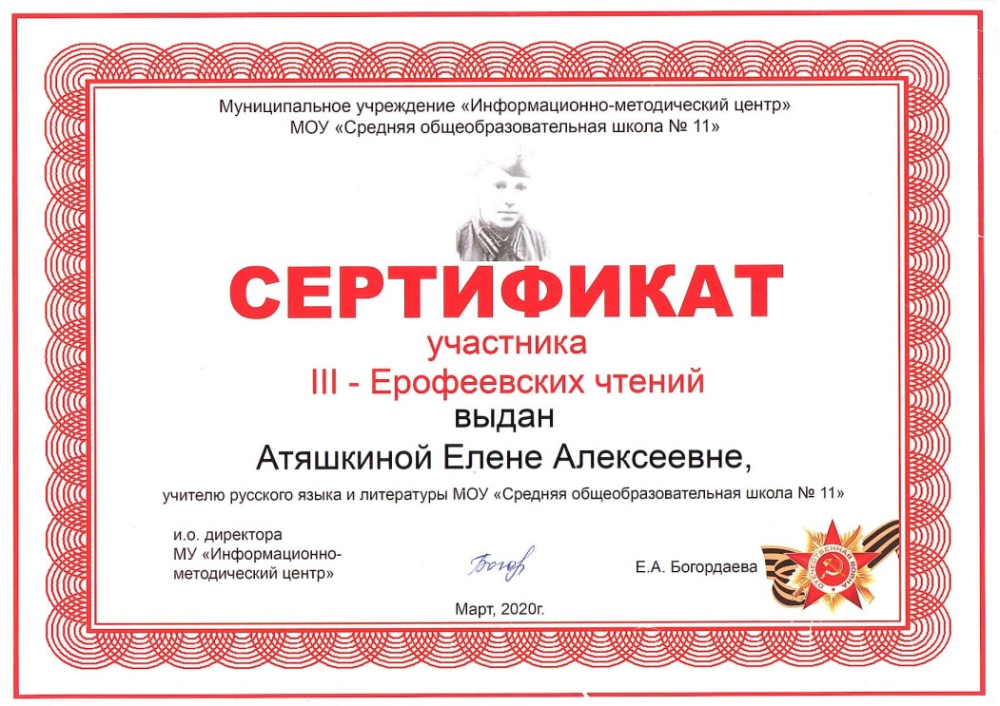 Муниципальное учреждение «Информационно-методический центр»
МОУ «Средняя общеобразовательная школа № 11»
СЕРТИФИКАТ
участника
III - Ерофеевских чтений
выдан
Атяшкиной Елене Алексеевне,
учителю русского языка и литературы МОУ «Средняя общеобразовательная школа № 11»
и.о. директора
МУ «Информационно-
методический центр»
Богор
Е.А. Богордаева
ОТЕЧЕСТВЕННАЯ ВОЙНА
Март, 2020г.